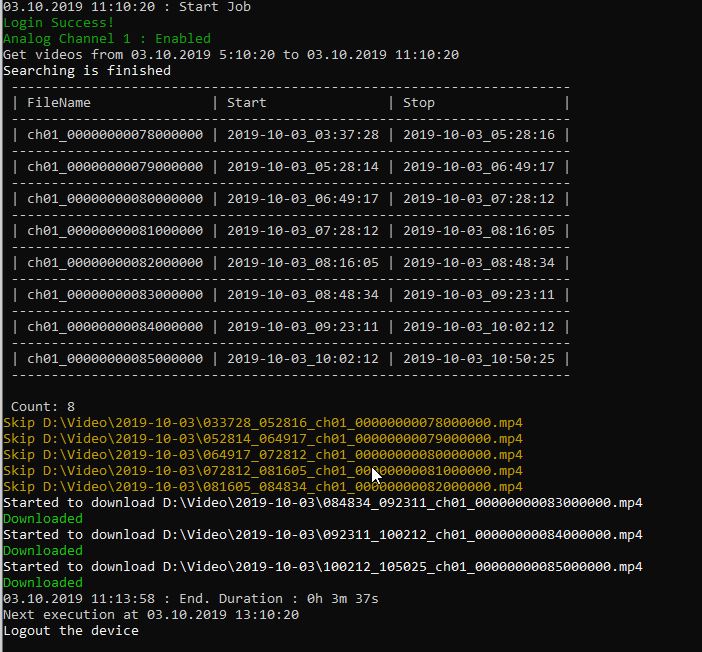 03.10.2019 11:10:20 : Start Job
Login Success!
Analog Channel 1 : Enabled
Get videos from 03.10.2019 5:10:20 to 03.10.2019 11:10:20
Searching is finished
-----------------------------------------------------------------------
| FileName | Start | Stop |
-----------------------------------------------------------------------
| ch01_00000000078000000 | 2019-10-03_03:37:28 | 2019-10-03_05:28:16 |
-----------------------------------------------------------------------
| ch01_00000000079000000 | 2019-10-03_05:28:14 | 2019-10-03_06:49:17 |
-----------------------------------------------------------------------
| ch01_00000000080000000 | 2019-10-03_06:49:17 | 2019-10-03_07:28:12 |
-----------------------------------------------------------------------
| ch01_00000000081000000 | 2019-10-03_07:28:12 | 2019-10-03_08:16:05 |
-----------------------------------------------------------------------
| ch01_00000000082000000 | 2019-10-03_08:16:05 | 2019-10-03_08:48:34 |
-----------------------------------------------------------------------
| ch01_00000000083000000 | 2019-10-03_08:48:34 | 2019-10-03_09:23:11 |
-----------------------------------------------------------------------
| ch01_00000000084000000 | 2019-10-03_09:23:11 | 2019-10-03_10:02:12 |
-----------------------------------------------------------------------
| ch01_00000000085000000 | 2019-10-03_10:02:12 | 2019-10-03_10:50:25 |
-----------------------------------------------------------------------
Count: 8
Skip D:\Video\2019-10-03\033728_052816_ch01_00000000078000000.mp4
Skip D:\Video\2019-10-03\052814_064917_ch01_00000000079000000.mp4
Skip D:\Video\2019-10-03\064917_072812_ch01_00000000080000000.mp4
Skip D:\Video\2019-10-03\072812_081605_ch01_00000000081000000.mp4
Skip D:\Video\2019-10-03\081605_084834_ch01_00000000082000000.mp4
Started to download D:\Video\2019-10-03\084834_092311_ch01_00000000083000000.mp4
Downloaded
Started to download D:\Video\2019-10-03\092311_100212_ch01_00000000084000000.mp4
Downloaded
Started to download D:\Video\2019-10-03\100212_105025_ch01_00000000085000000.mp4
Downloaded
03.10.2019 11:13:58 : End. Duration : 0h 3m 37s
Next execution at 03.10.2019 13:10:20
Logout the device